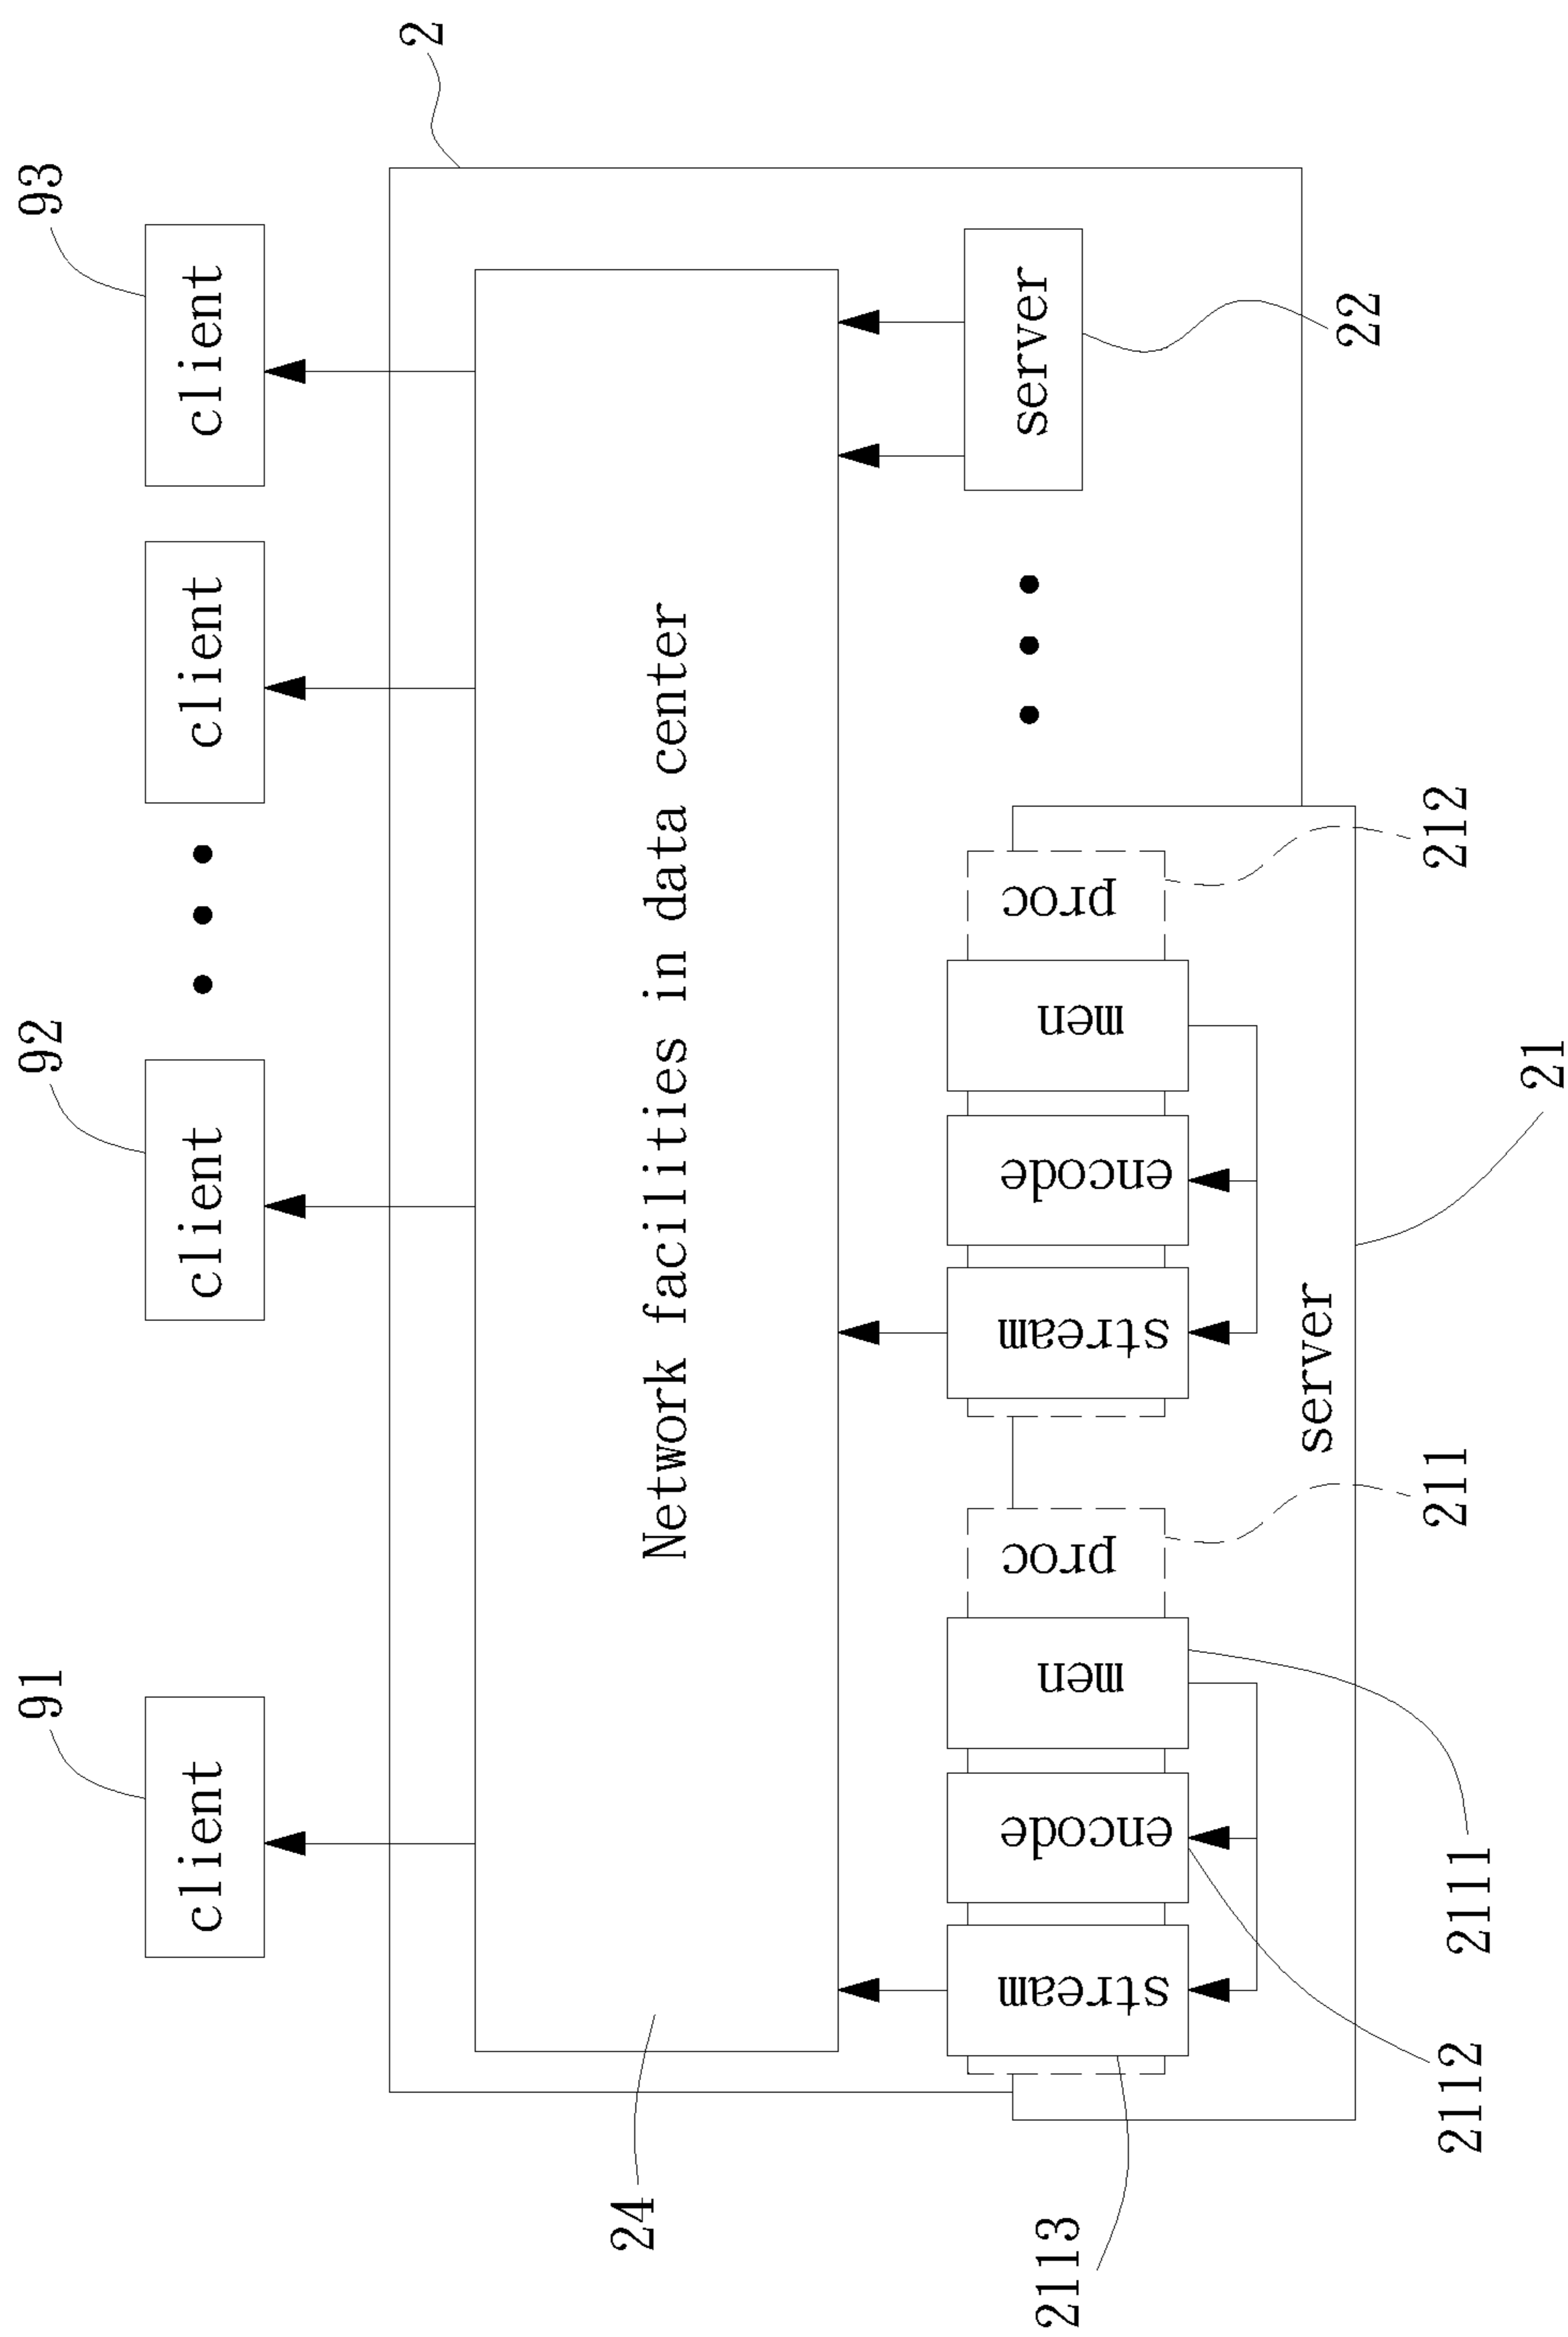 91
92
93
client
client
client
client
2
24
Network facilities in data center
2113
stream
encode
men
proc
stream
encode
men
proc
server
server
22
211
212
2112
2111
21